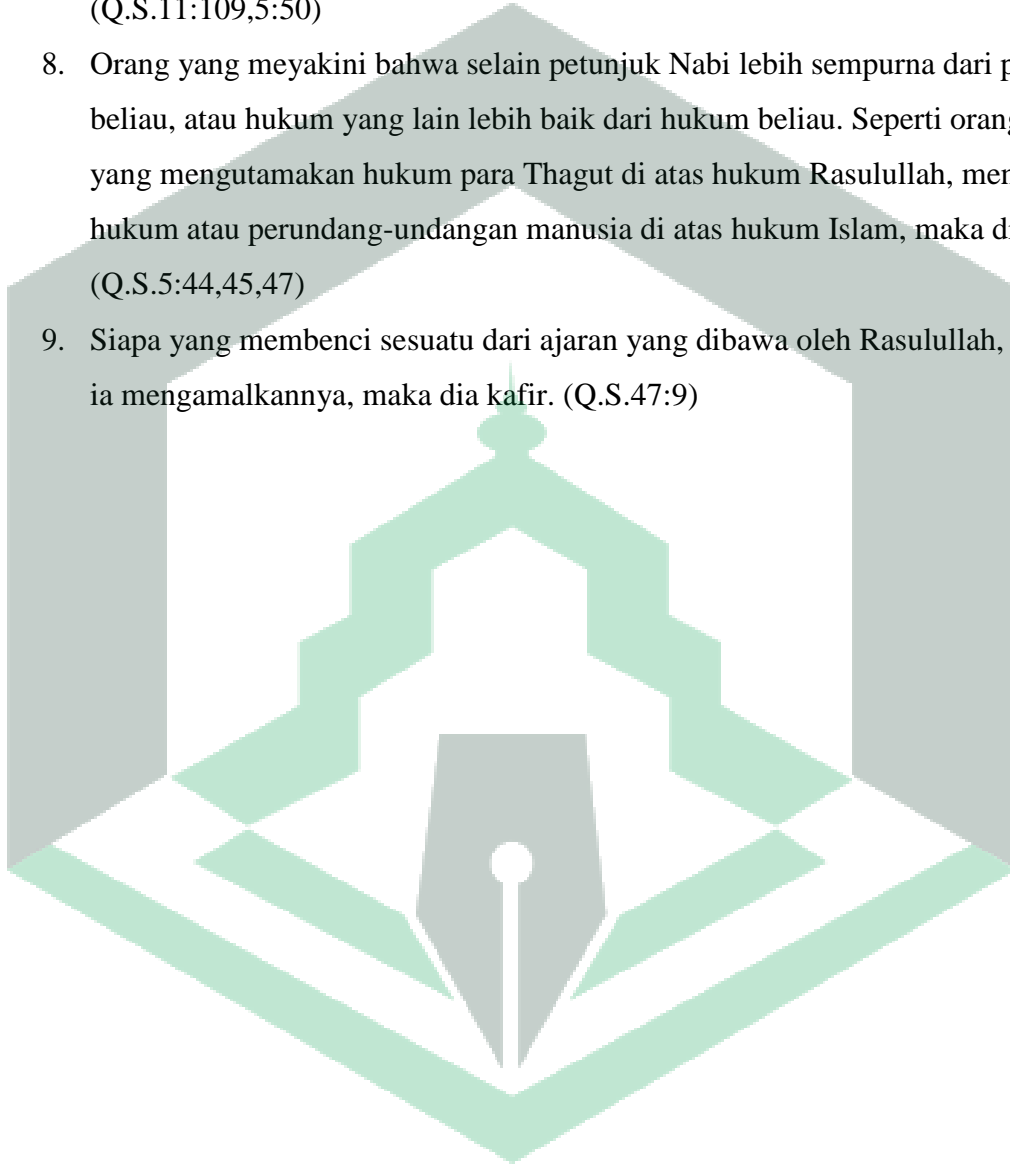 (Q.S.11:109,5:50)
8. Orang yang meyakini bahwa selain petunjuk Nabi lebih sempurna dari
beliau, atau hukum yang lain lebih baik dari hukum beliau. Seperti orang
yang mengutamakan hukum para Thagut di atas hukum Rasulullah,
hukum atau perundang-undangan manusia di atas hukum Islam, maka
(Q.S.5:44,45,47)
9. Siapa yang membenci sesuatu dari ajaran yang dibawa oleh Rasulullah,
ia mengamalkannya, maka dia kafir. (Q.S.47:9)